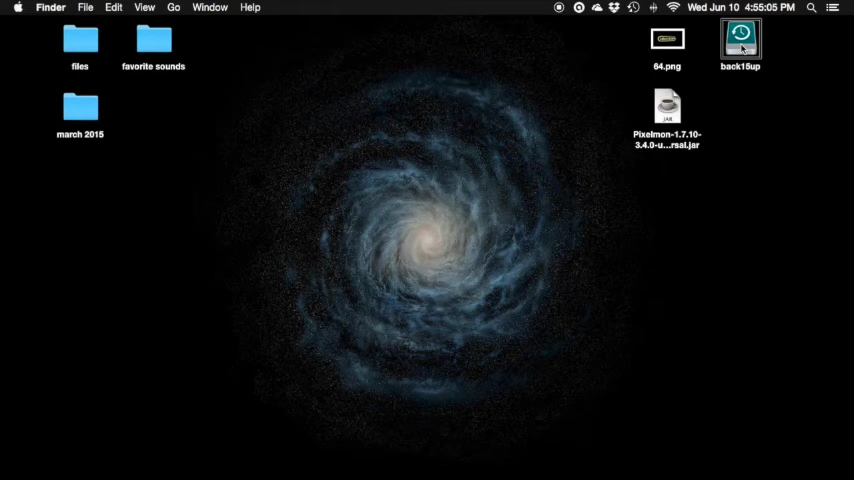 Finder File Edit View Go Window Help Wed Jun 10 4:55:05 PM
files
favorite sounds
64.png
back15up
march 2015
JAR
Pixelmon-1.7.10-
3.4.0-u...rsal.jar